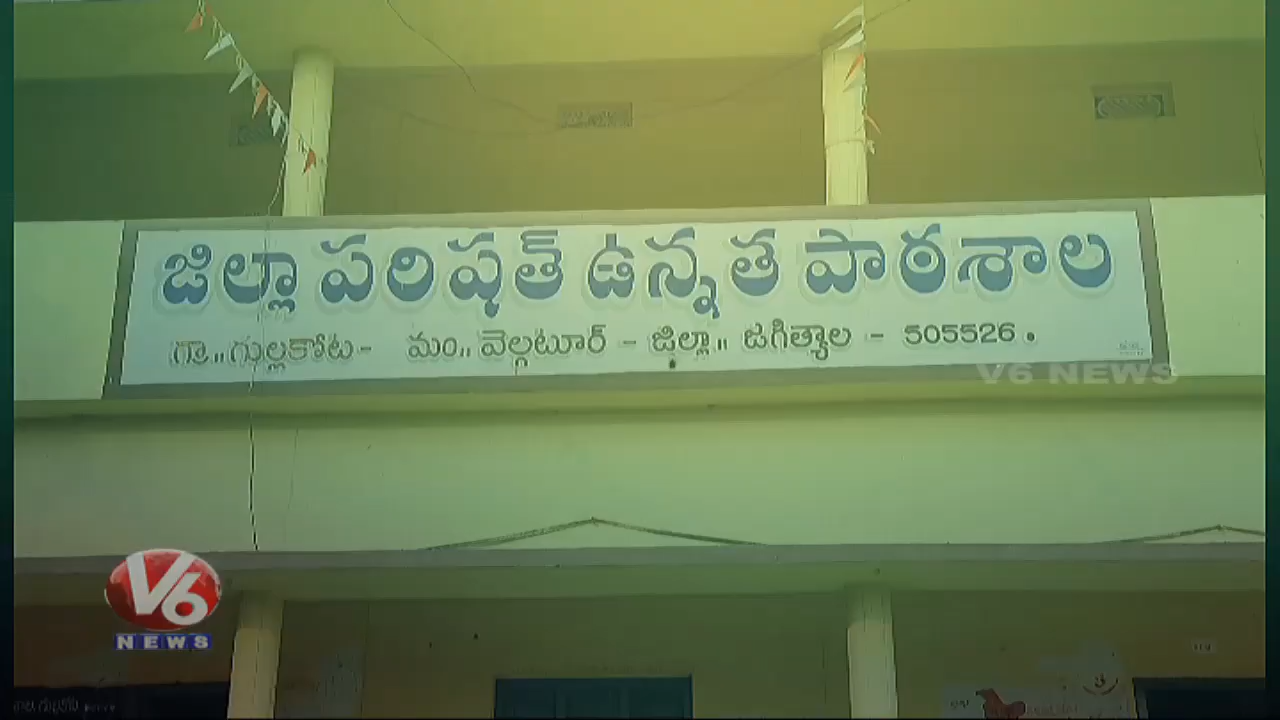 జిల్లా పరిషత్ ఉన్నత పాఠశాల
గ్రా,, గుల్లకోట - మం,, వెల్గటూర్ - జిల్లా,, జగిత్యాల - 505526.
V6 NEWS
V6
NEWS